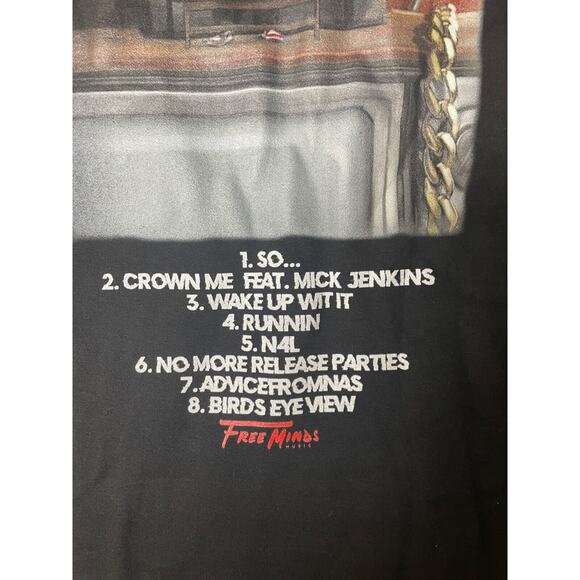 1. SO...
2. CROWN ME FEAT. MICK JENKINS
3. WAKE UP WIT IT
4. RUNNIN
5. N4L
6. NO MORE RELEASE PARTIES
7. ADVICEFROMNAS
8. BIRDS EYE VIEW
FREE MINDS
MUSIC